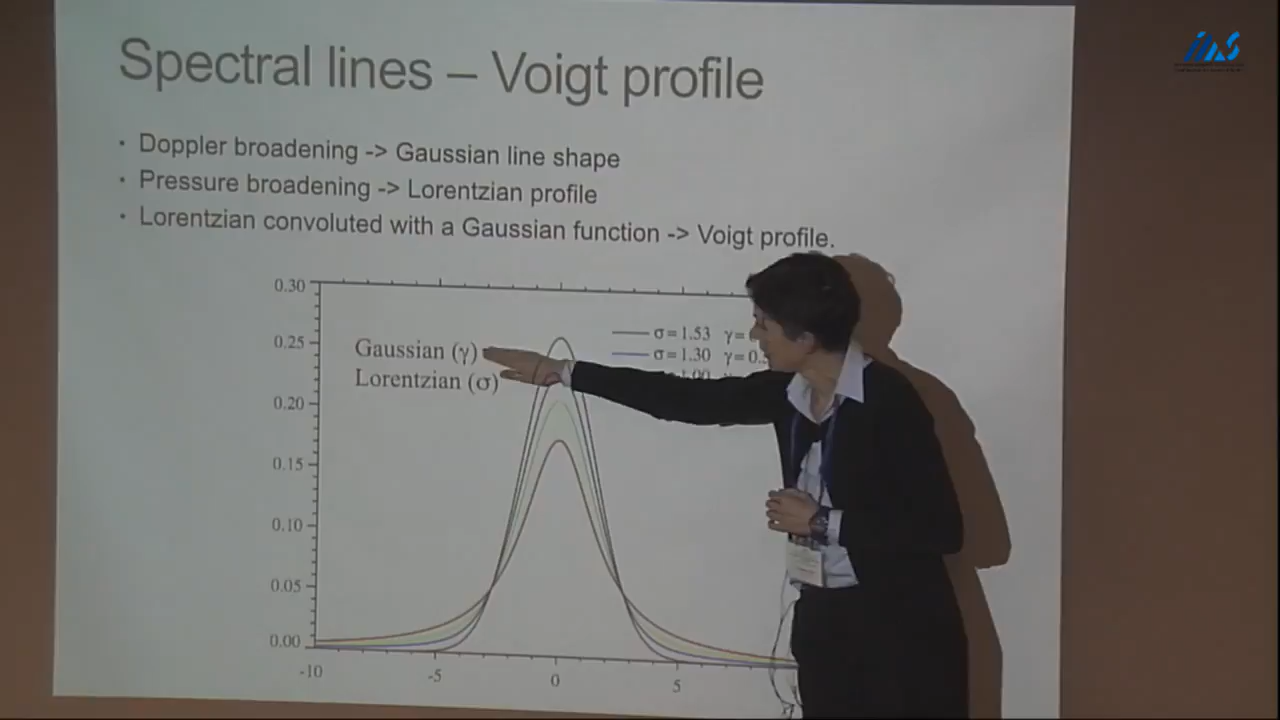 Spectral lines – Voigt profile
· Doppler broadening -> Gaussian line shape
· Pressure broadening -> Lorentzian profile
· Lorentzian convoluted with a Gaussian function -> Voigt profile.
0.30
0.25
0.20
0.15
0.10
0.05
0.00
Gaussian (γ)
Lorentzian (σ)
σ=1.53 γ=
σ=1.30 γ=0.
-10 -5 0 5